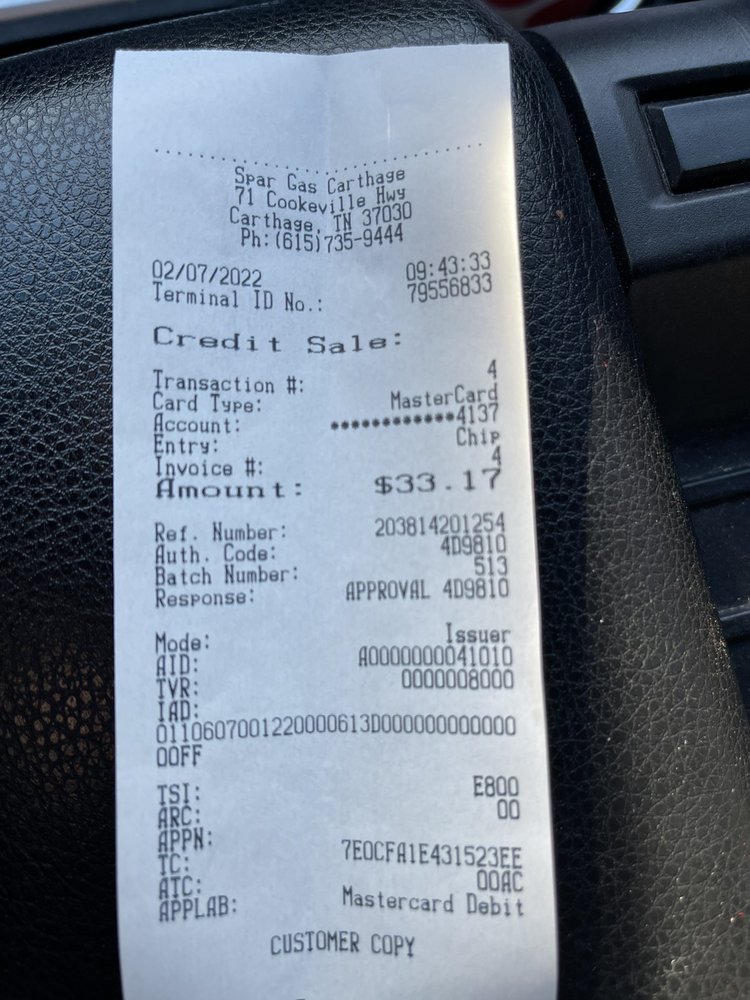 Spar Gas Carthage
71 Cookeville Hwy
Carthage, TN 37030
Ph:(615)735-9444
02/07/2022 09:43:33
Terminal ID No.: 79556833
Credit Sale:
Transaction #: 4
Card Type: MasterCard
Account: ************4137
Entry: Chip
Invoice #: 4
Amount: $33.17
Ref. Number: 203814201254
Auth. Code: 4D9810
Batch Number: 513
Response: APPROVAL 4D9810
Mode: Issuer
AID: A0000000041010
TVR: 0000008000
IAD:
0110607001220000613D000000000000
00FF
TSI: E800
ARC: 00
APPN:
TC: 7E0CFA1E431523EE
ATC: 00AC
APPLAB: Mastercard Debit
CUSTOMER COPY